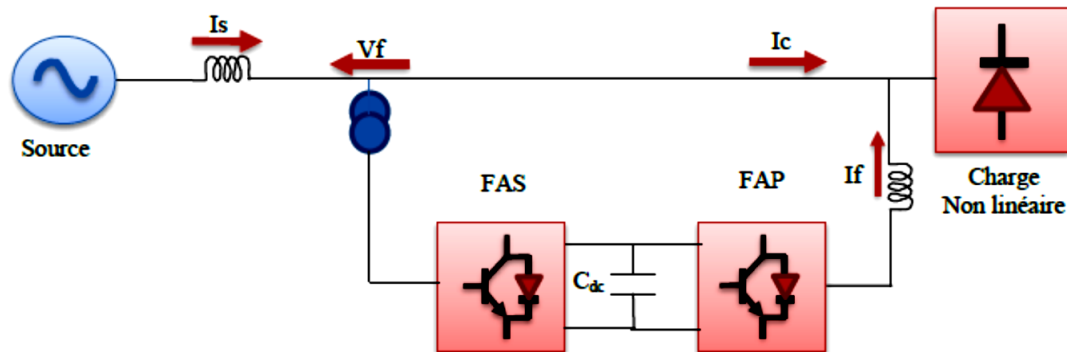 Is
Vf
Ic
Source
FAS
FAP
If
Charge
Non linéaire
Cdc